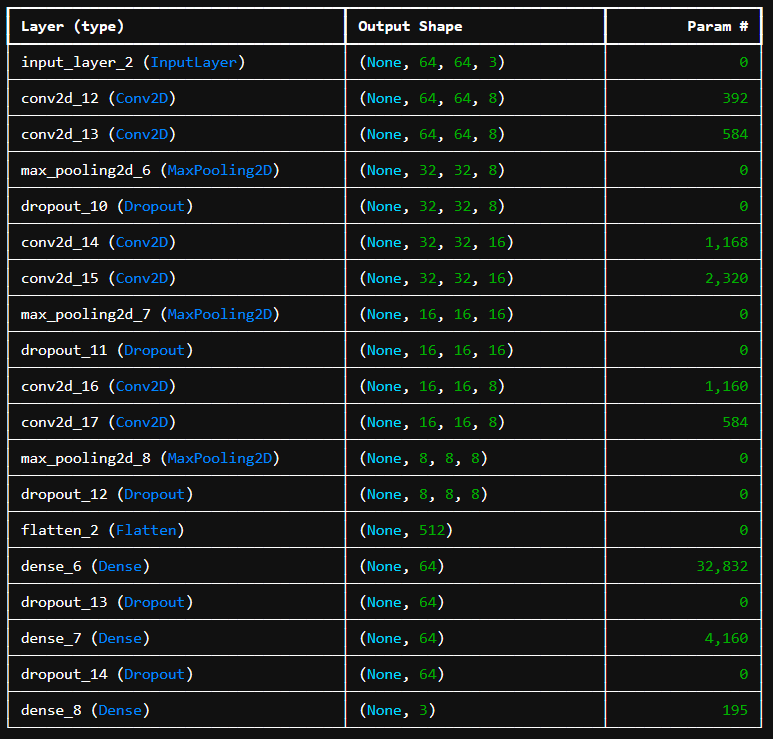 Layer (type) Output Shape Param #
input_layer_2 (InputLayer) (None, 64, 64, 3) 0
conv2d_12 (Conv2D) (None, 64, 64, 8) 392
conv2d_13 (Conv2D) (None, 64, 64, 8) 584
max_pooling2d_6 (MaxPooling2D) (None, 32, 32, 8) 0
dropout_10 (Dropout) (None, 32, 32, 8) 0
conv2d_14 (Conv2D) (None, 32, 32, 16) 1,168
conv2d_15 (Conv2D) (None, 32, 32, 16) 2,320
max_pooling2d_7 (MaxPooling2D) (None, 16, 16, 16) 0
dropout_11 (Dropout) (None, 16, 16, 16) 0
conv2d_16 (Conv2D) (None, 16, 16, 8) 1,160
conv2d_17 (Conv2D) (None, 16, 16, 8) 584
max_pooling2d_8 (MaxPooling2D) (None, 8, 8, 8) 0
dropout_12 (Dropout) (None, 8, 8, 8) 0
flatten_2 (Flatten) (None, 512) 0
dense_6 (Dense) (None, 64) 32,832
dropout_13 (Dropout) (None, 64) 0
dense_7 (Dense) (None, 64) 4,160
dropout_14 (Dropout) (None, 64) 0
dense_8 (Dense) (None, 3) 195